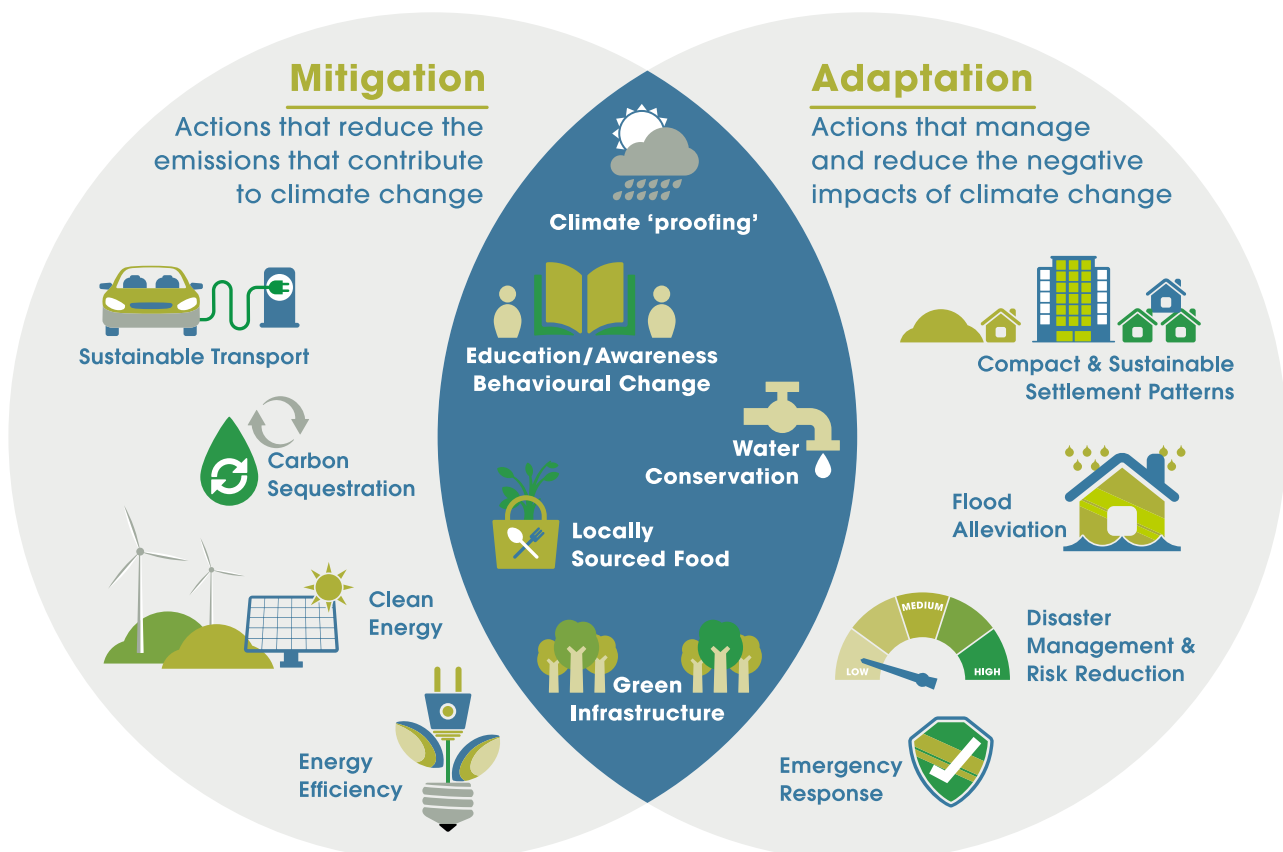 Mitigation
Actions that reduce the
emissions that contribute
to climate change
Sustainable Transport
Carbon
Sequestration
Clean
Energy
Energy
Efficiency
Climate ‘proofing’
Education/Awareness
Behavioural Change
Water
Conservation
Locally
Sourced Food
Green
Infrastructure
Adaptation
Actions that manage
and reduce the negative
impacts of climate change
Compact & Sustainable
Settlement Patterns
Flood
Alleviation
LOW
MEDIUM
HIGH
Disaster
Management &
Risk Reduction
Emergency
Response